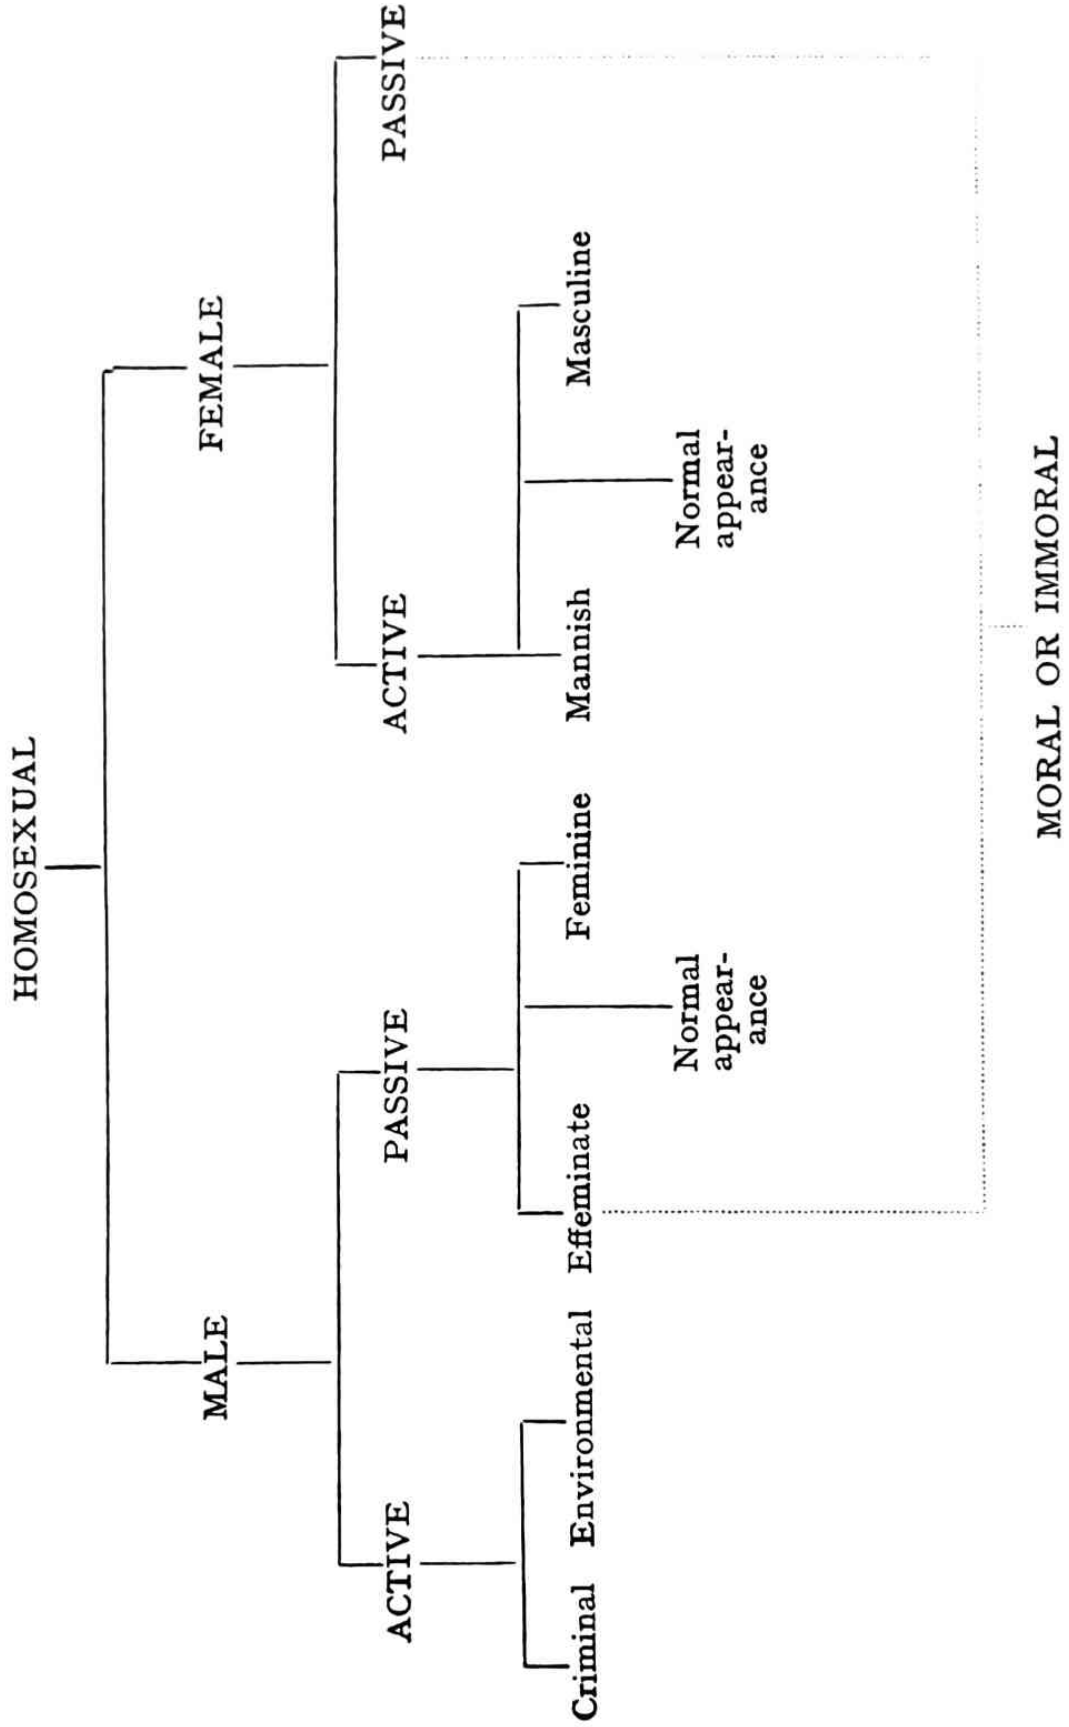 HOMOSEXUAL
MALE
FEMALE
ACTIVE
PASSIVE
ACTIVE
PASSIVE
Criminal
Environmental
Effeminate
Normal
appear-
ance
Feminine
Mannish
Normal
appear-
ance
Masculine
MORAL OR IMMORAL